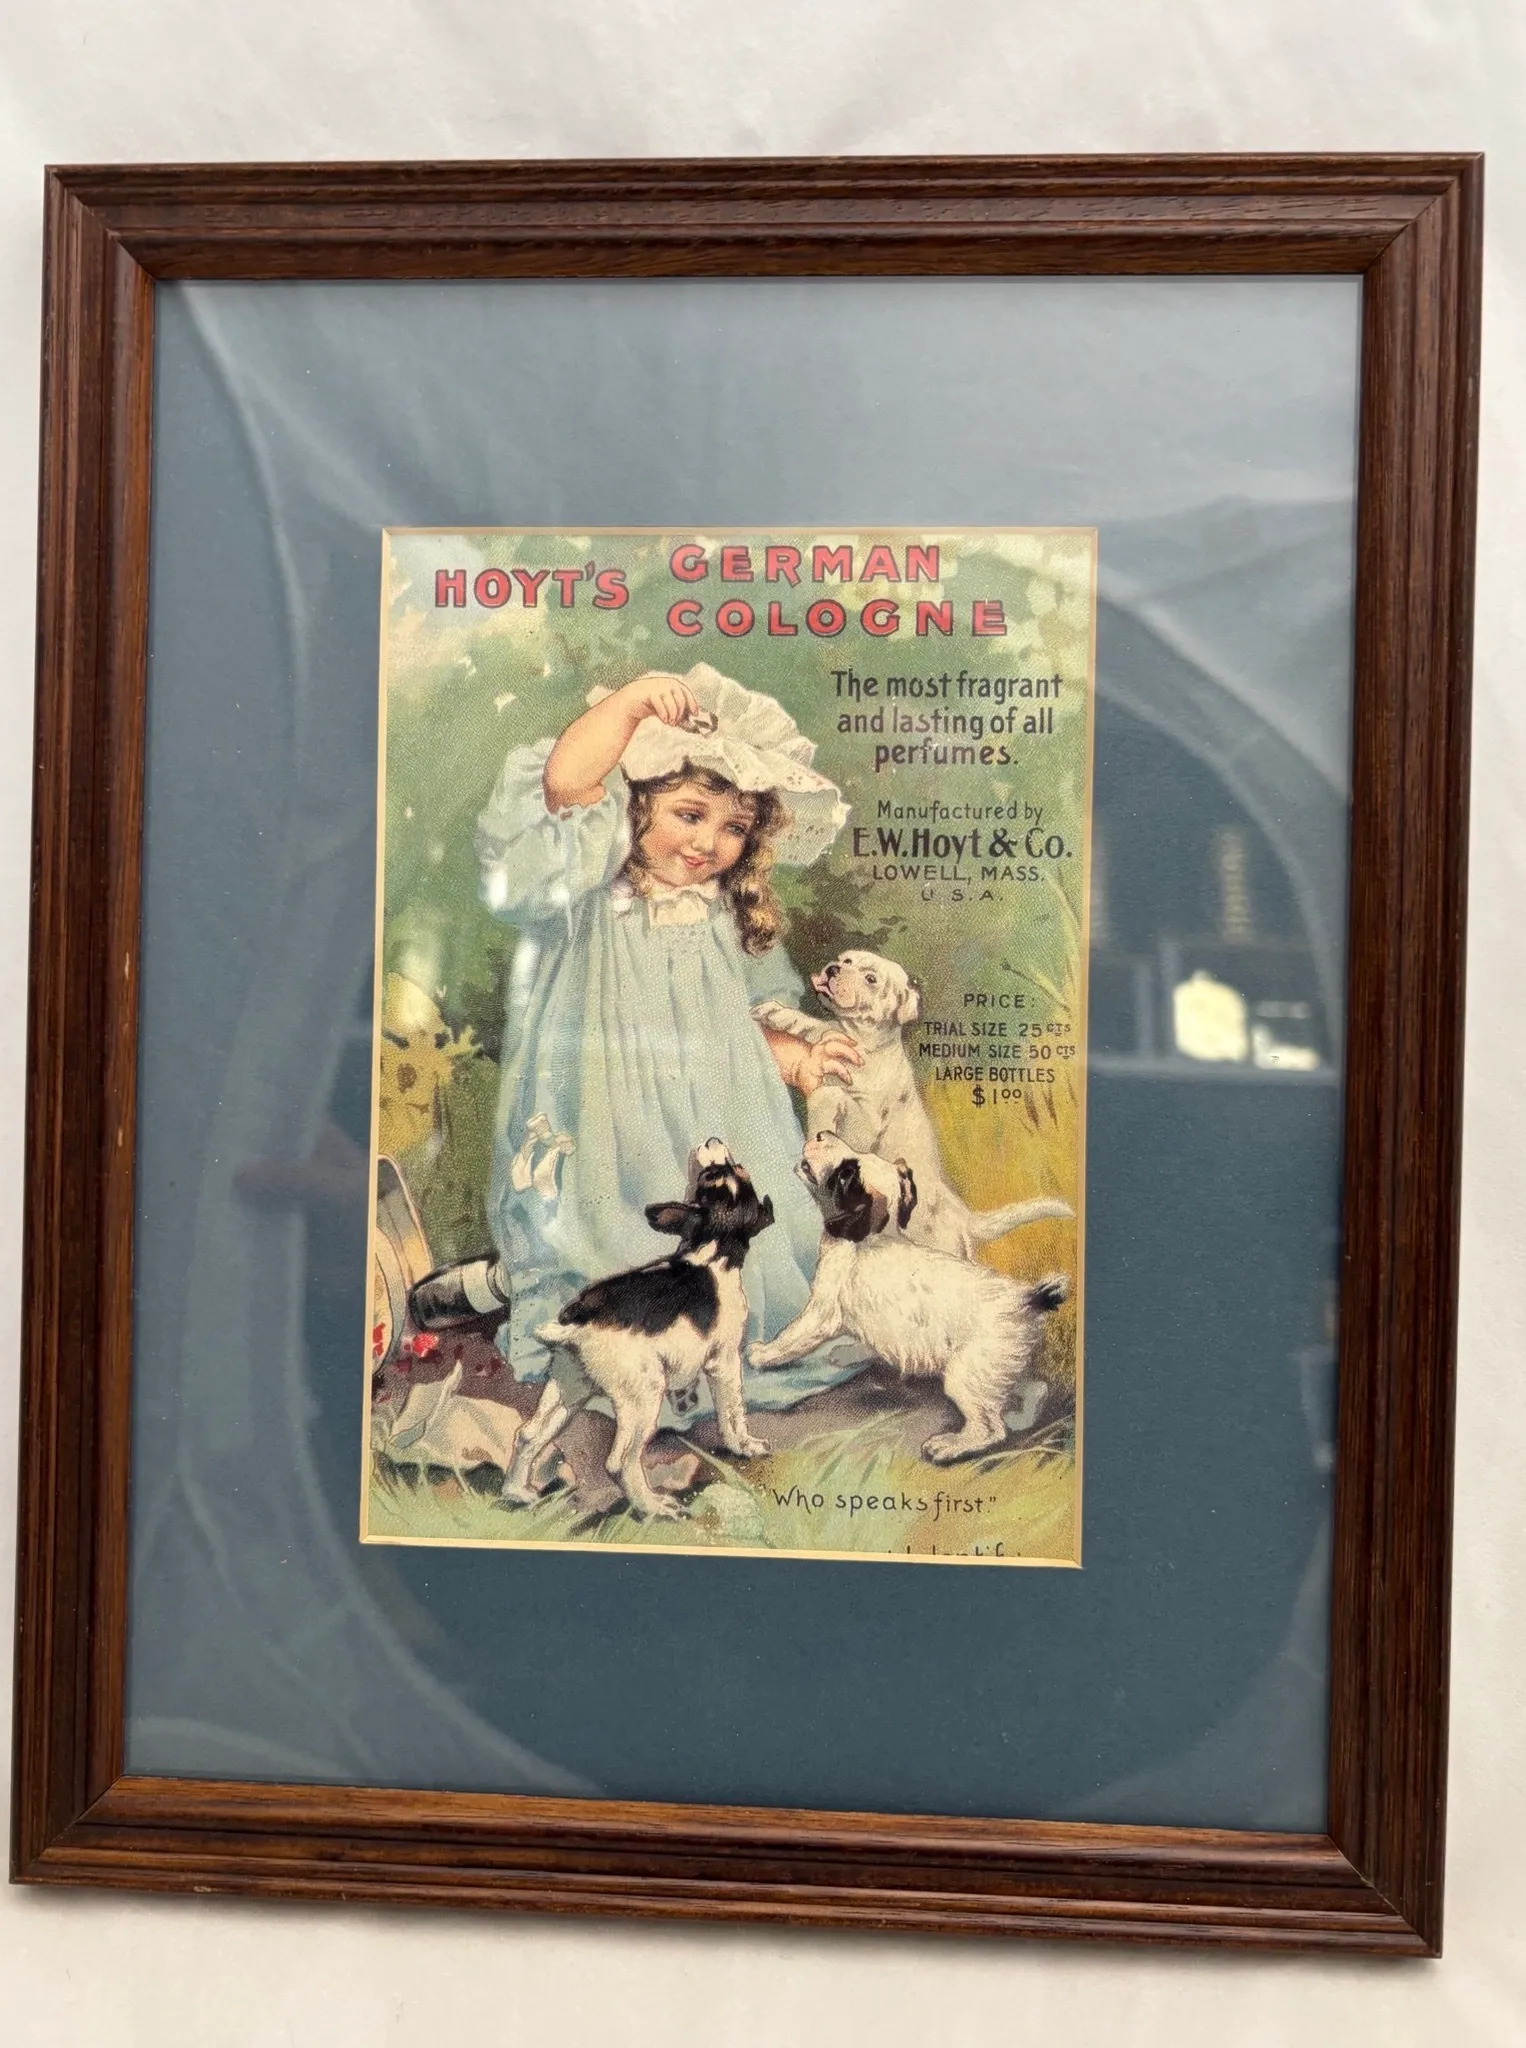 HOYT'S GERMAN COLOGNE
The most fragrant
and lasting of all
perfumes.
Manufactured by
E.W.Hoyt & Co.
LOWELL, MASS.
U.S.A.
PRICE:
TRIAL SIZE 25 CTS
MEDIUM SIZE 50 CTS
LARGE BOTTLES
$1.00
"Who speaks first."